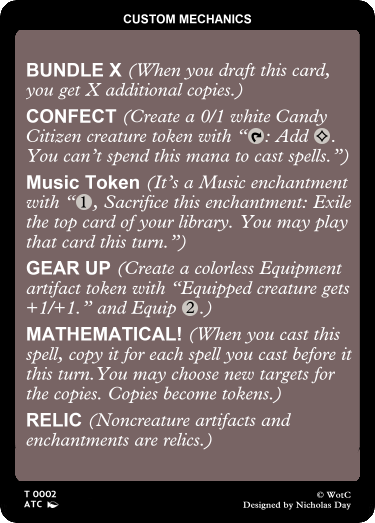 CUSTOM MECHANICS
BUNDLE X (When you draft this card,
you get X additional copies.)
CONFECT (Create a 0/1 white Candy
Citizen creature token with “: Add .
You can’t spend this mana to cast spells.”)
Music Token (It’s a Music enchantment
with “1, Sacrifice this enchantment: Exile
the top card of your library. You may play
that card this turn.”)
GEAR UP (Create a colorless Equipment
artifact token with “Equipped creature gets
+1/+1.” and Equip 2.)
MATHEMATICAL! (When you cast this
spell, copy it for each spell you cast before it
this turn.You may choose new targets for
the copies. Copies become tokens.)
RELIC (Noncreature artifacts and
enchantments are relics.)
T 0002
ATC
© WotC
Designed by Nicholas Day